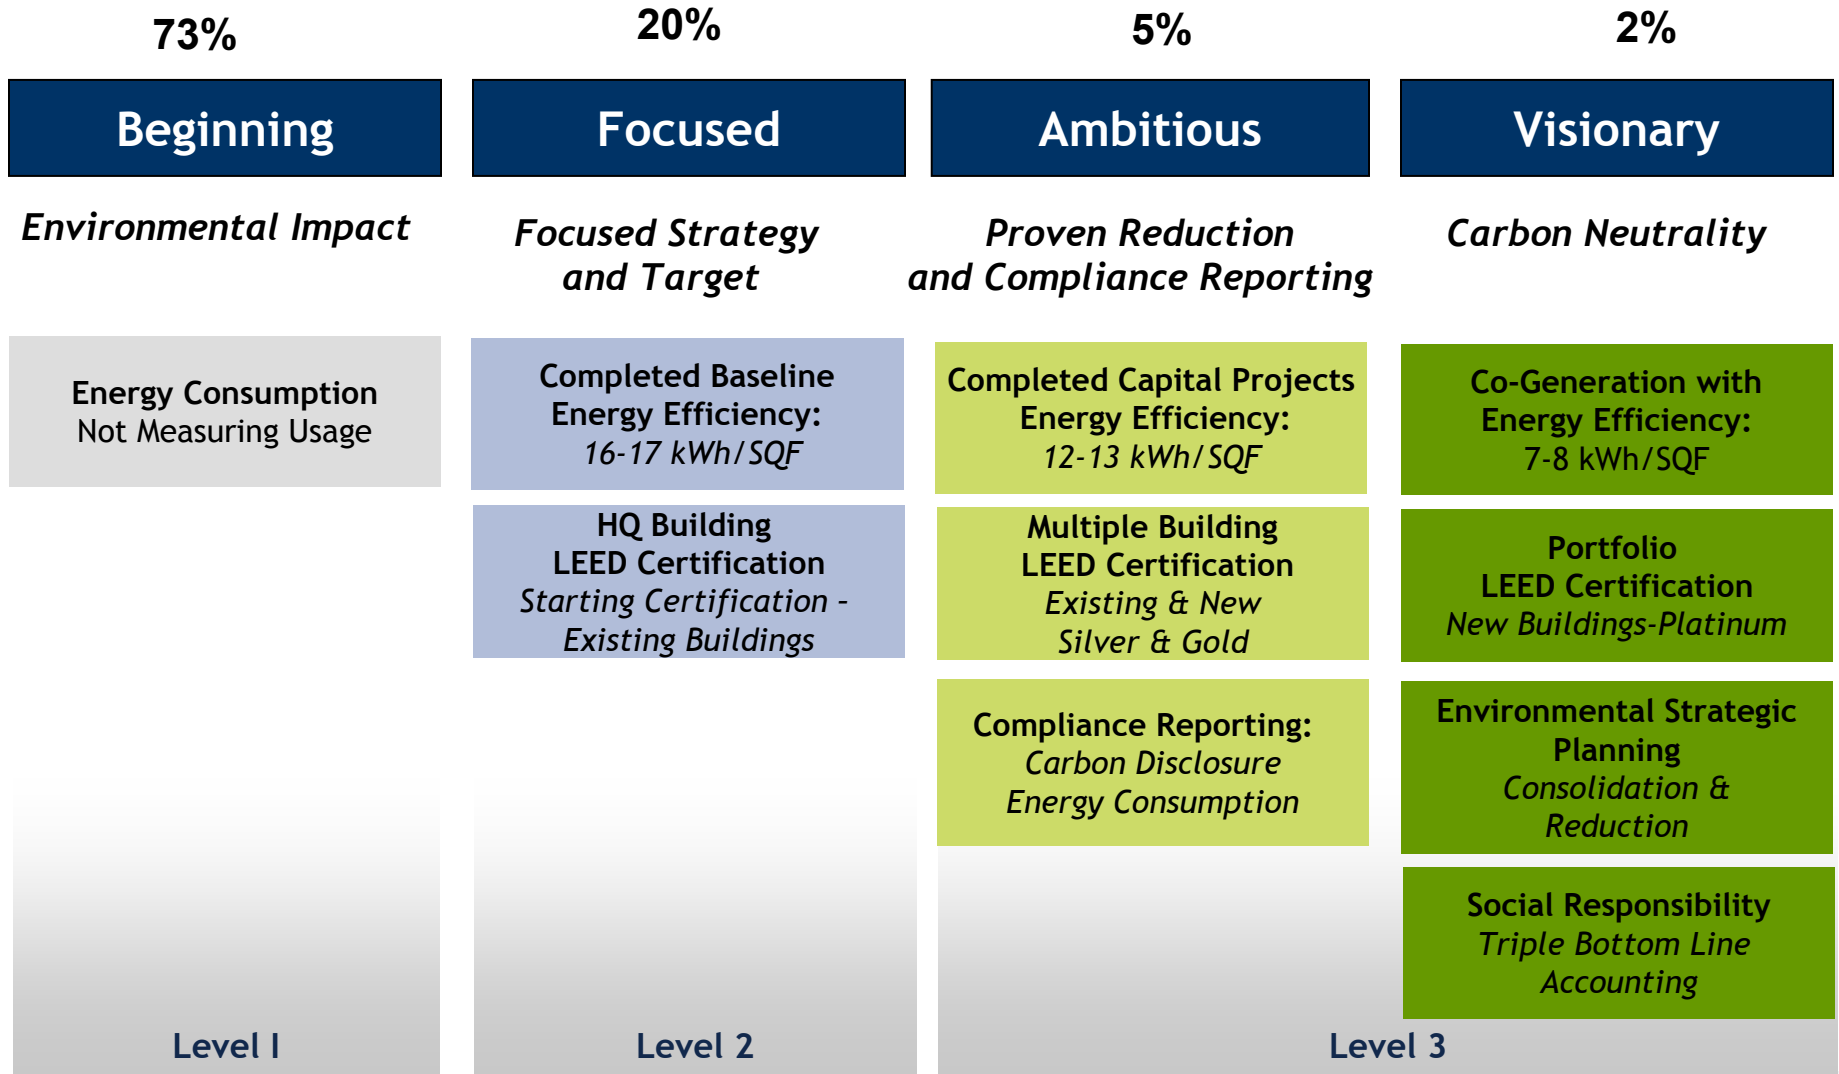 73%
20%
5%
2%
Beginning
Focused
Ambitious
Visionary
Environmental Impact
Focused Strategy
and Target
Proven Reduction
and Compliance Reporting
Carbon Neutrality
Energy Consumption
Not Measuring Usage
Completed Baseline
Energy Efficiency:
16-17 kWh/SQF
HQ Building
LEED Certification
Starting Certification –
Existing Buildings
Completed Capital Projects
Energy Efficiency:
12-13 kWh/SQF
Multiple Building
LEED Certification
Existing & New
Silver & Gold
Compliance Reporting:
Carbon Disclosure
Energy Consumption
Co-Generation with
Energy Efficiency:
7-8 kWh/SQF
Portfolio
LEED Certification
New Buildings-Platinum
Environmental Strategic
Planning
Consolidation &
Reduction
Social Responsibility
Triple Bottom Line
Accounting
Level I
Level 2
Level 3